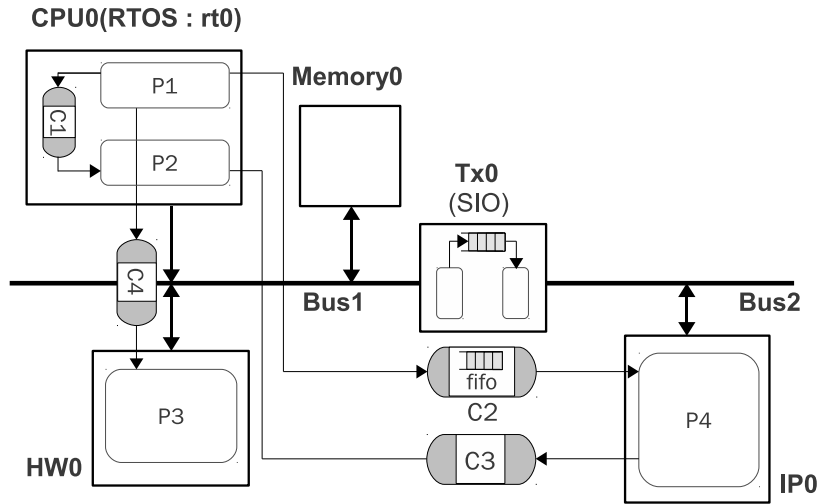 CPU0(RTOS : rt0)
Memory0
P1
C1
P2
Tx0
(SIO)
C4
Bus1
Bus2
fifo
C2
P3
P4
C3
HW0
IP0